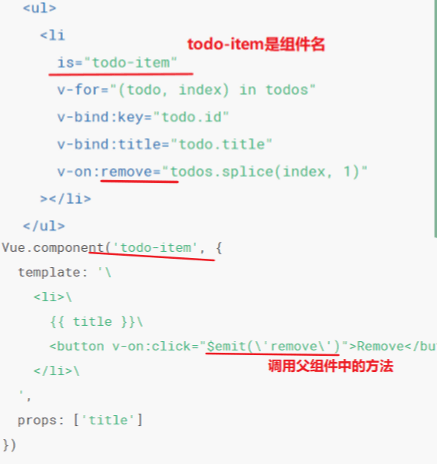 <ul>
<li
todo-item是组件名
is="todo-item"
v-for="(todo, index) in todos"
v-bind:key="todo.id"
v-bind:title="todo.title"
v-on:remove="todos.splice(index, 1)"
></li>
</ul>
Vue.component('todo-item', {
template: '\
<li>\
{{ title }}\
<button v-on:click="$emit(\'remove\')">Remove</bu
调用父组件中的方法
</li>\
',
props: ['title']
})